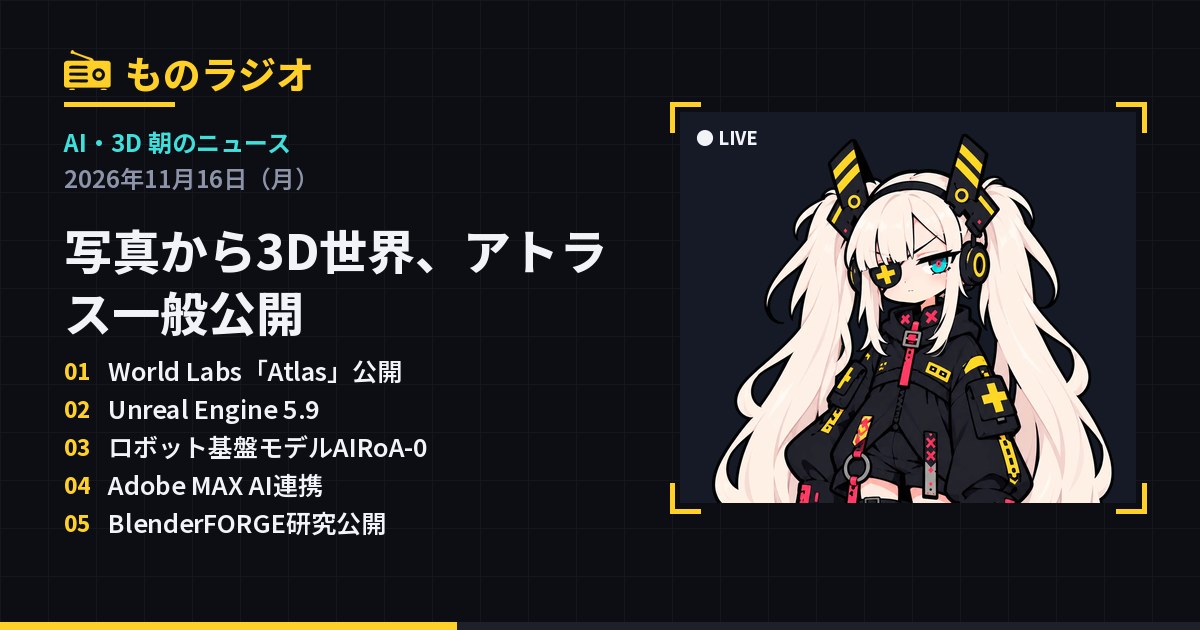 ものラジオ
AI・3D 朝のニュース
2026年11月16日（月）
写真から3D世界、アトラ
ス一般公開
01 World Labs「Atlas」公開
02 Unreal Engine 5.9
03 ロボット基盤モデルAIRoA-0
04 Adobe MAX AI連携
05 BlenderFORGE研究公開
LIVE